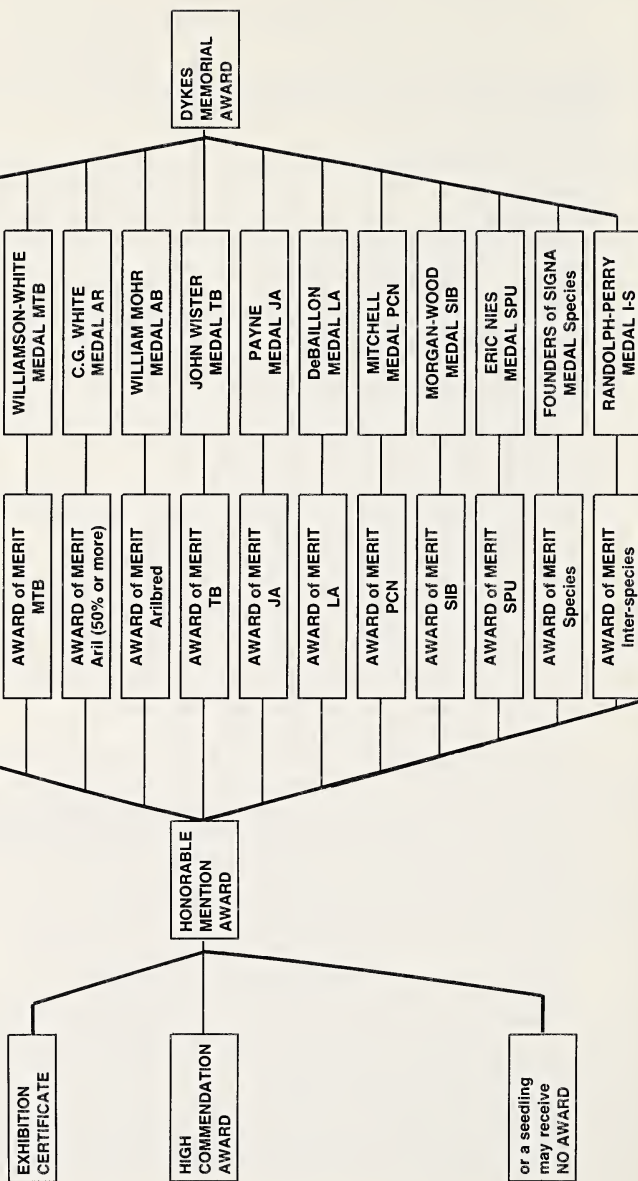 EXHIBITION
CERTIFICATE
HIGH
COMMENDATION
AWARD
or a seedling
may receive
NO AWARD
HONORABLE
MENTION
AWARD
AWARD of MERIT
MTB
AWARD of MERIT
Aril (50% or more)
AWARD of MERIT
Arilbred
AWARD of MERIT
TB
AWARD of MERIT
JA
AWARD of MERIT
LA
AWARD of MERIT
PCN
AWARD of MERIT
SIB
AWARD of MERIT
SPU
AWARD of MERIT
Species
AWARD of MERIT
Inter-species
WILLIAMSON-WHITE
MEDAL MTB
C.G. WHITE
MEDAL AR
WILLIAM MOHR
MEDAL AB
JOHN WISTER
MEDAL TB
PAYNE
MEDAL JA
DeBAILLON
MEDAL LA
MITCHELL
MEDAL PCN
MORGAN-WOOD
MEDAL SIB
ERIC NIES
MEDAL SPU
FOUNDERS of SIGNA
MEDAL Species
RANDOLPH-PERRY
MEDAL I-S
DYKES
MEMORIAL
AWARD